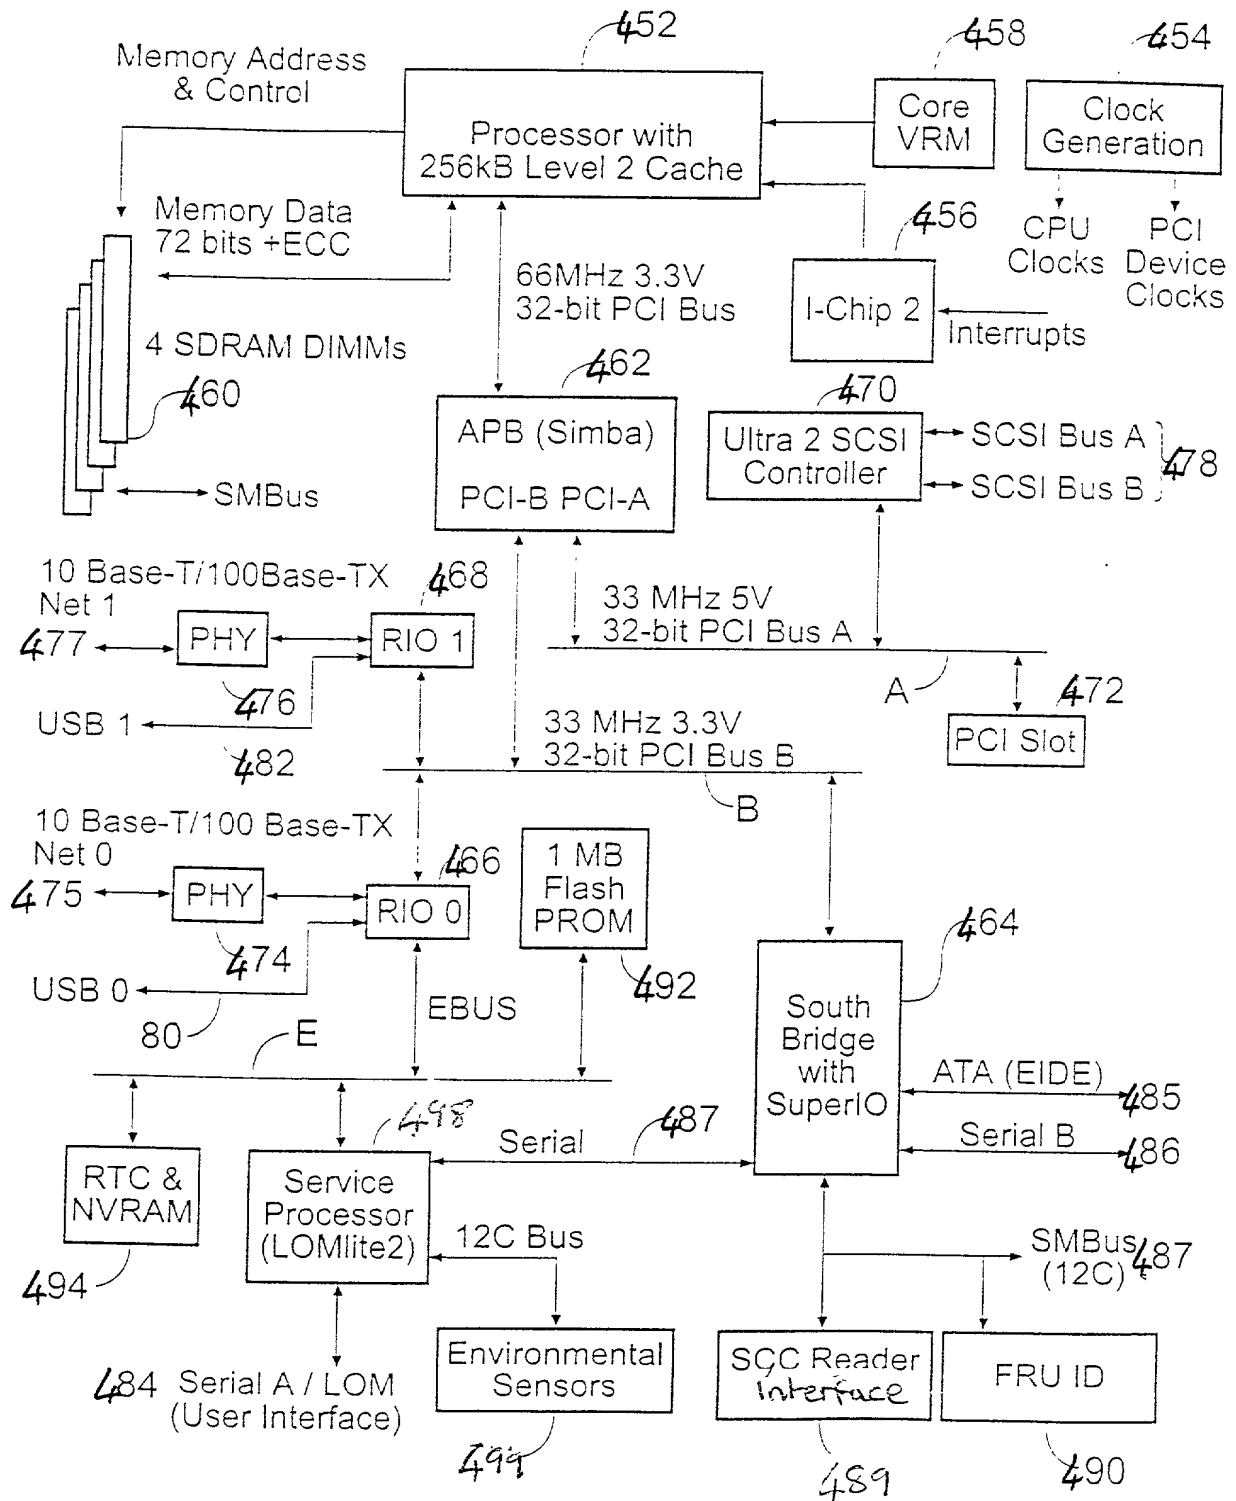 452
458
454
Memory Address
& Control
Processor with
256kB Level 2 Cache
Core
VRM
Clock
Generation
Memory Data
72 bits +ECC
456
CPU
Clocks
PCI
Device
Clocks
66MHz 3.3V
32-bit PCI Bus
I-Chip 2
Interrupts
4 SDRAM DIMMs
460
462
470
APB (Simba)
PCI-B PCI-A
Ultra 2 SCSI
Controller
SCSI Bus A
SCSI Bus B
478
SMBus
10 Base-T/100Base-TX
Net 1
468
477
PHY
RIO 1
33 MHz 5V
32-bit PCI Bus A
476
A
472
USB 1
33 MHz 3.3V
32-bit PCI Bus B
PCI Slot
482
B
10 Base-T/100 Base-TX
Net 0
466
1 MB
Flash
PROM
475
PHY
RIO 0
464
474
492
USB 0
EBUS
80
E
South
Bridge
with
SuperIO
ATA (EIDE)
485
498
Serial
487
Serial B
486
RTC &
NVRAM
Service
Processor
(LOMlite2)
12C Bus
SMBus
(12C)
487
494
Environmental
Sensors
SCC Reader
Interface
FRU ID
484
Serial A / LOM
(User Interface)
499
489
490